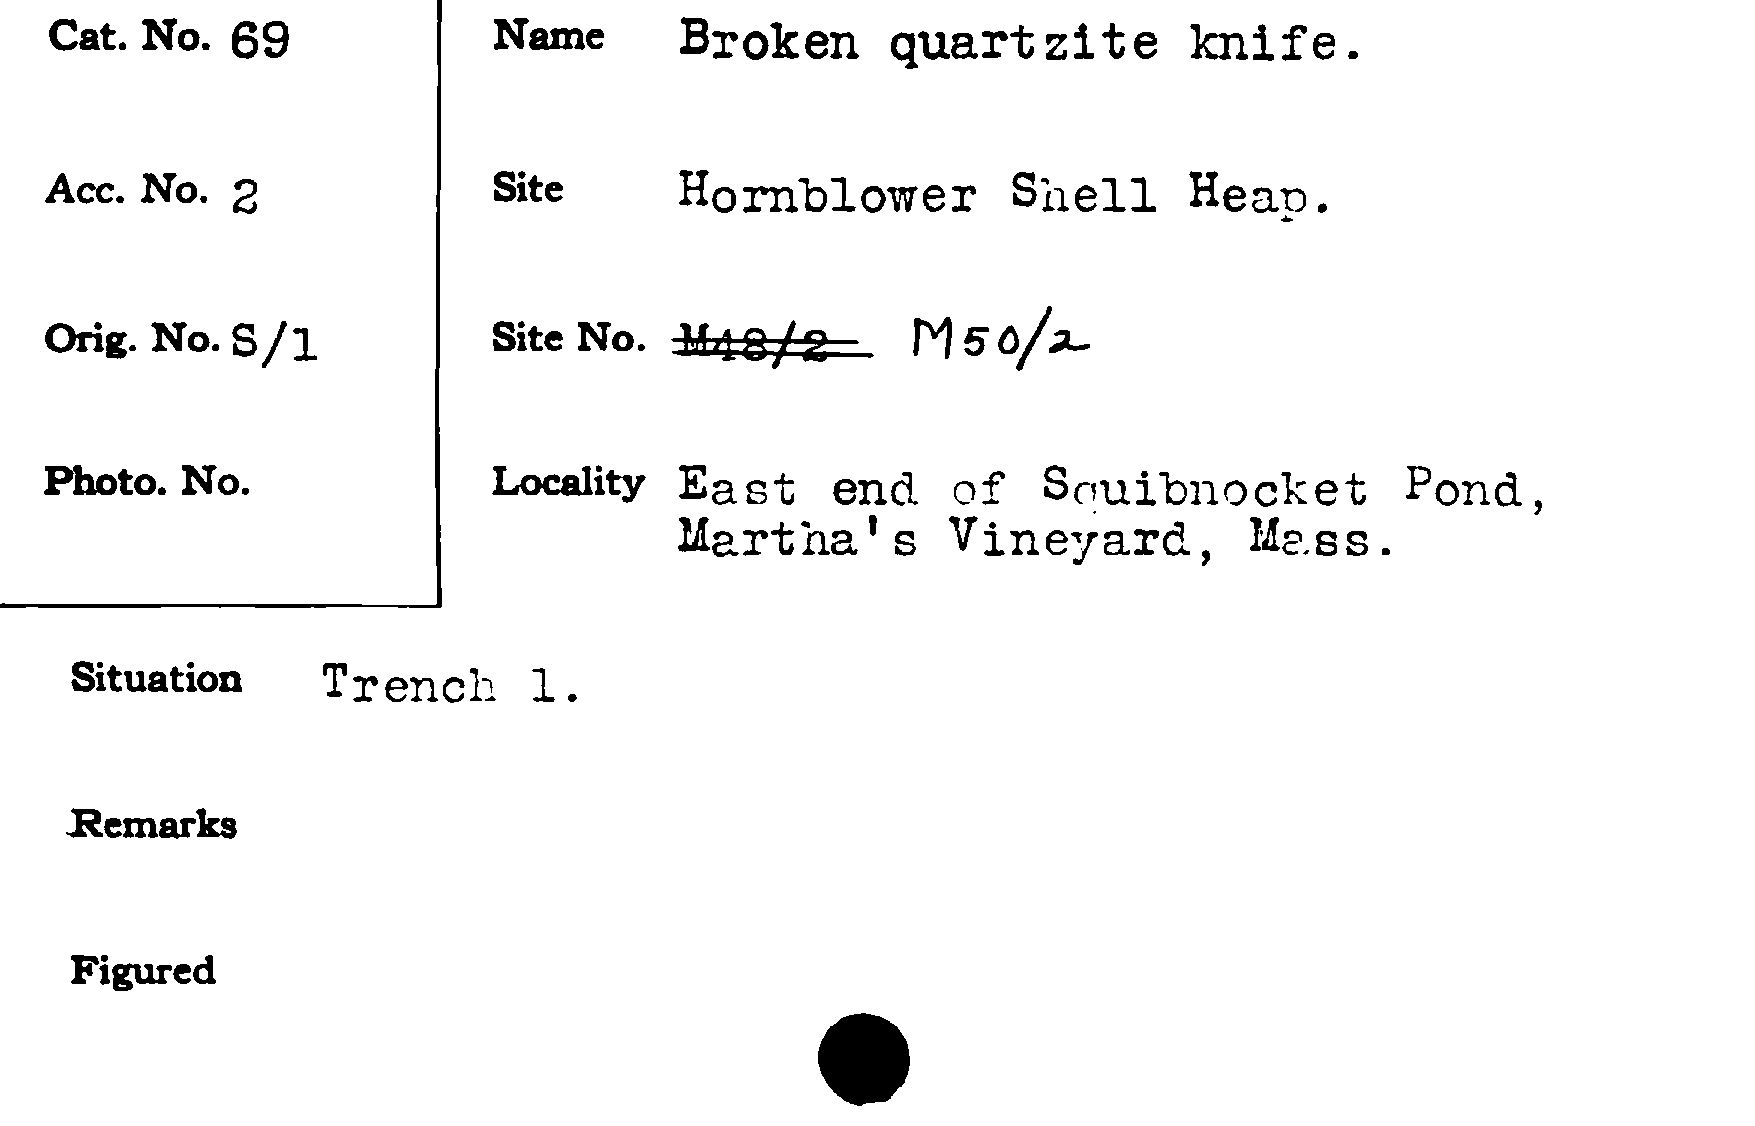 Cat. No. 69
Name Broken quartzite knife.
Acc. No. 2
Site Hornblower Shell Heap.
Orig. No. S/1
Site No. M48/2 M50/2
Photo. No.
Locality East end of Squibnocket Pond,
Martha's Vineyard, Mass.
Situation Trench 1.
Remarks
Figured